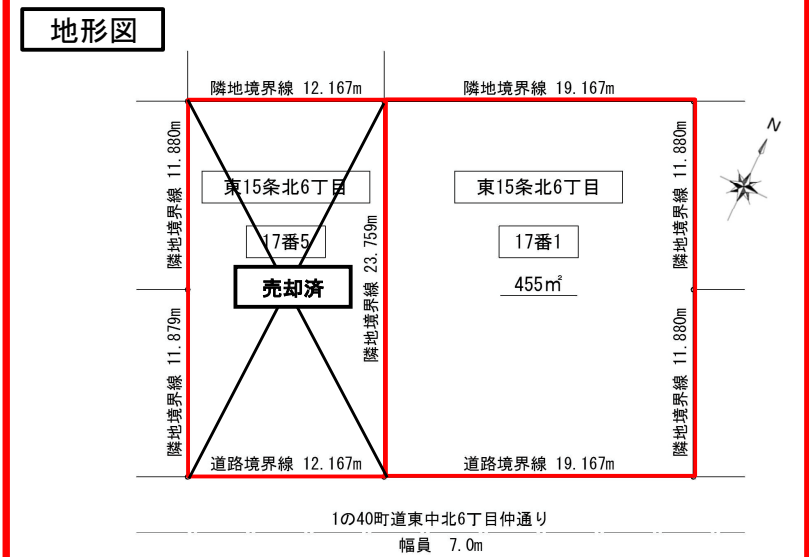 地形図
隣地境界線 12.167m
隣地境界線 19.167m
N
隣地境界線 11.880m
東15条北6丁目
17番5
売却済
隣地境界線 23.759m
東15条北6丁目
17番1
455㎡
隣地境界線 11.880m
隣地境界線 11.879m
隣地境界線 11.880m
道路境界線 12.167m
道路境界線 19.167m
1の40町道東中北6丁目仲通り
幅員 7.0m